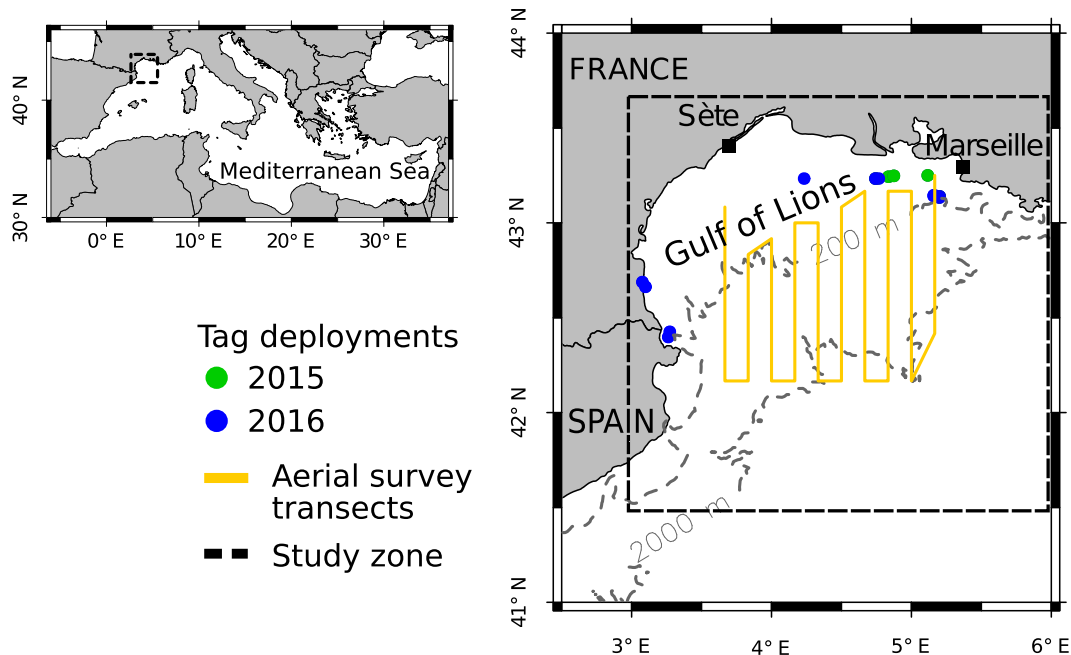 40° N
30° N
0° E
10° E
20° E
30° E
Mediterranean Sea
Tag deployments
2015
2016
Aerial survey
transects
Study zone
44° N
43° N
42° N
41° N
3° E
4° E
5° E
6° E
FRANCE
Sète
Marseille
Gulf of Lions
200 m
SPAIN
2000 m